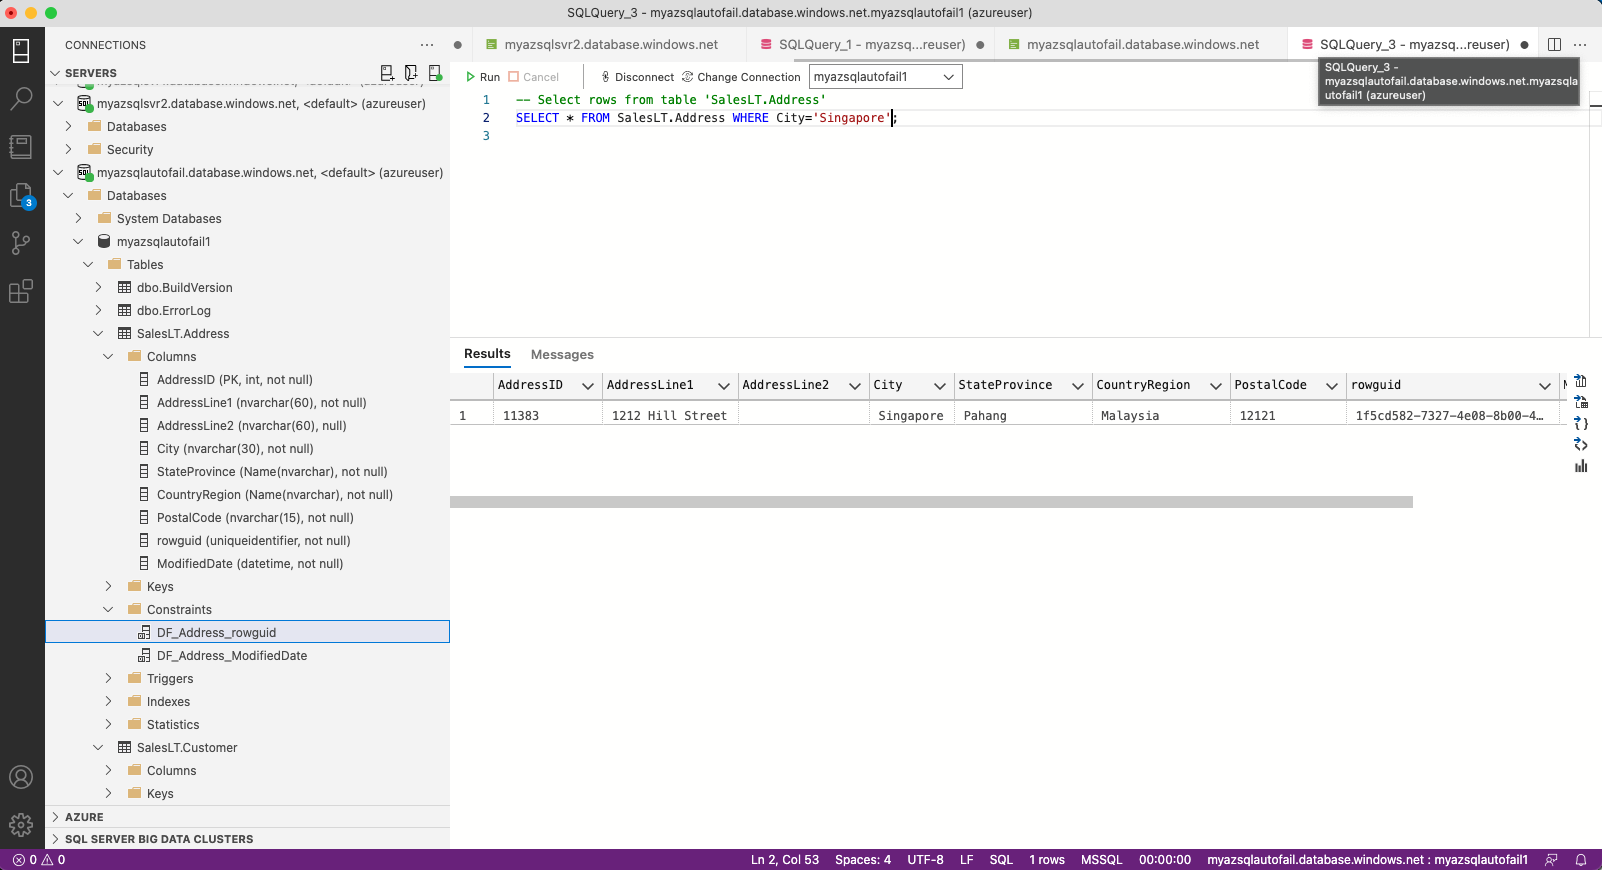 SQLQuery_3 - myazsqlautofail.database.windows.net.myazsqlautofail1 (azureuser)
CONNECTIONS
myazsqlsvr2.database.windows.net
SQLQuery_1 - myazsq...reuser)
myazsqlautofail.database.windows.net
SQLQuery_3 - myazsq...reuser)
SQLQuery_3 -
myazsqlautofail.database.windows.net.myazsqla
utofail1 (azureuser)
SERVERS
Run Cancel Disconnect Change Connection myazsqlautofail1
1 -- Select rows from table 'SalesLT.Address'
2 SELECT * FROM SalesLT.Address WHERE City='Singapore';
3
myazsqlsvr2.database.windows.net, <default> (azureuser)
Databases
Security
myazsqlautofail.database.windows.net, <default> (azureuser)
Databases
System Databases
myazsqlautofail1
Tables
dbo.BuildVersion
dbo.ErrorLog
SalesLT.Address
Columns
AddressID (PK, int, not null)
AddressLine1 (nvarchar(60), not null)
AddressLine2 (nvarchar(60), null)
City (nvarchar(30), not null)
StateProvince (Name(nvarchar), not null)
CountryRegion (Name(nvarchar), not null)
PostalCode (nvarchar(15), not null)
rowguid (uniqueidentifier, not null)
ModifiedDate (datetime, not null)
Keys
Constraints
DF_Address_rowguid
DF_Address_ModifiedDate
Triggers
Indexes
Statistics
SalesLT.Customer
Columns
Keys
AZURE
SQL SERVER BIG DATA CLUSTERS
3
Results Messages
AddressID AddressLine1 AddressLine2 City StateProvince CountryRegion PostalCode rowguid
1 11383 1212 Hill Street Singapore Pahang Malaysia 12121 1f5cd582-7327-4e08-8b00-4…
0 0 Ln 2, Col 53 Spaces: 4 UTF-8 LF SQL 1 rows MSSQL 00:00:00 myazsqlautofail.database.windows.net : myazsqlautofail1